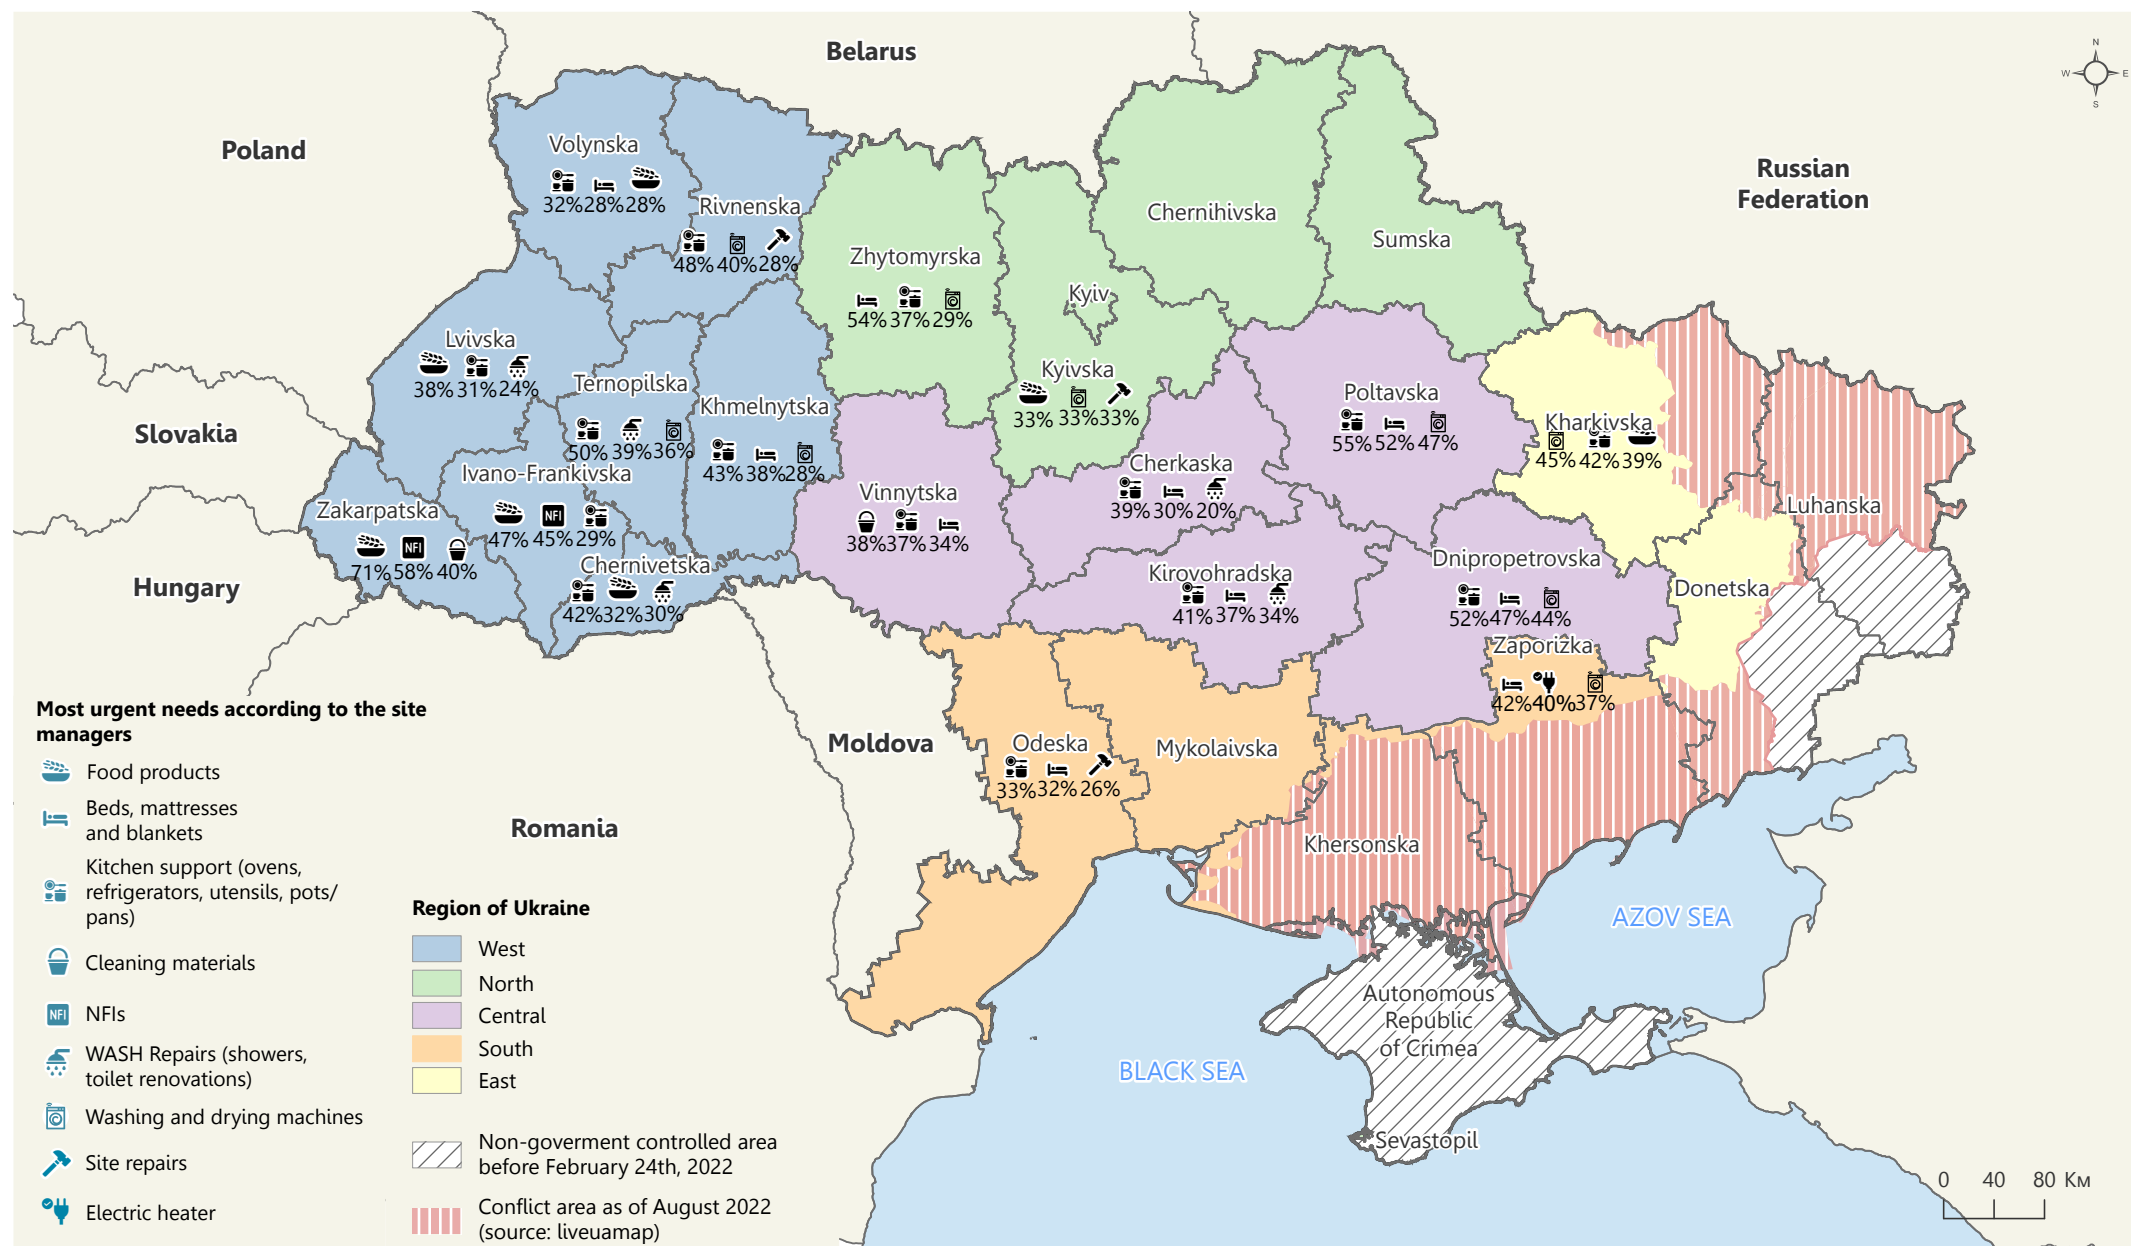 Belarus
Poland
Russian
Federation
Slovakia
Hungary
Moldova
Romania
N
W
E
S
Volynska
32% 28% 28%
Rivnenska
48% 40% 28%
Zhytomyrska
54% 37% 29%
Chernihivska
Sumska
Kyiv
Kyivska
33% 33% 33%
Lvivska
38% 31% 24%
Ternopilska
50% 39% 36%
Khmelnytska
43% 38% 28%
Ivano-Frankivska
NFI
47% 45% 29%
Zakarpatska
NFI
71% 58% 40%
Chernivetska
42% 32% 30%
Vinnytska
38% 37% 34%
Cherkaska
39% 30% 20%
Poltavska
55% 52% 47%
Kharkivska
45% 42% 39%
Luhanska
Kirovohradska
41% 37% 34%
Dnipropetrovska
52% 47% 44%
Donetska
Zaporižka
42% 40% 37%
Odeska
33% 32% 26%
Mykolaivska
Khersonska
AZOV SEA
BLACK SEA
Autonomous
Republic
of Crimea
Sevastopil
Most urgent needs according to the site
managers
Food products
Beds, mattresses
and blankets
Kitchen support (ovens,
refrigerators, utensils, pots/
pans)
Cleaning materials
NFI
NFIs
WASH Repairs (showers,
toilet renovations)
Washing and drying machines
Site repairs
Electric heater
Region of Ukraine
West
North
Central
South
East
Non-goverment controlled area
before February 24th, 2022
Conflict area as of August 2022
(source: liveuamap)
0 40 80 Км